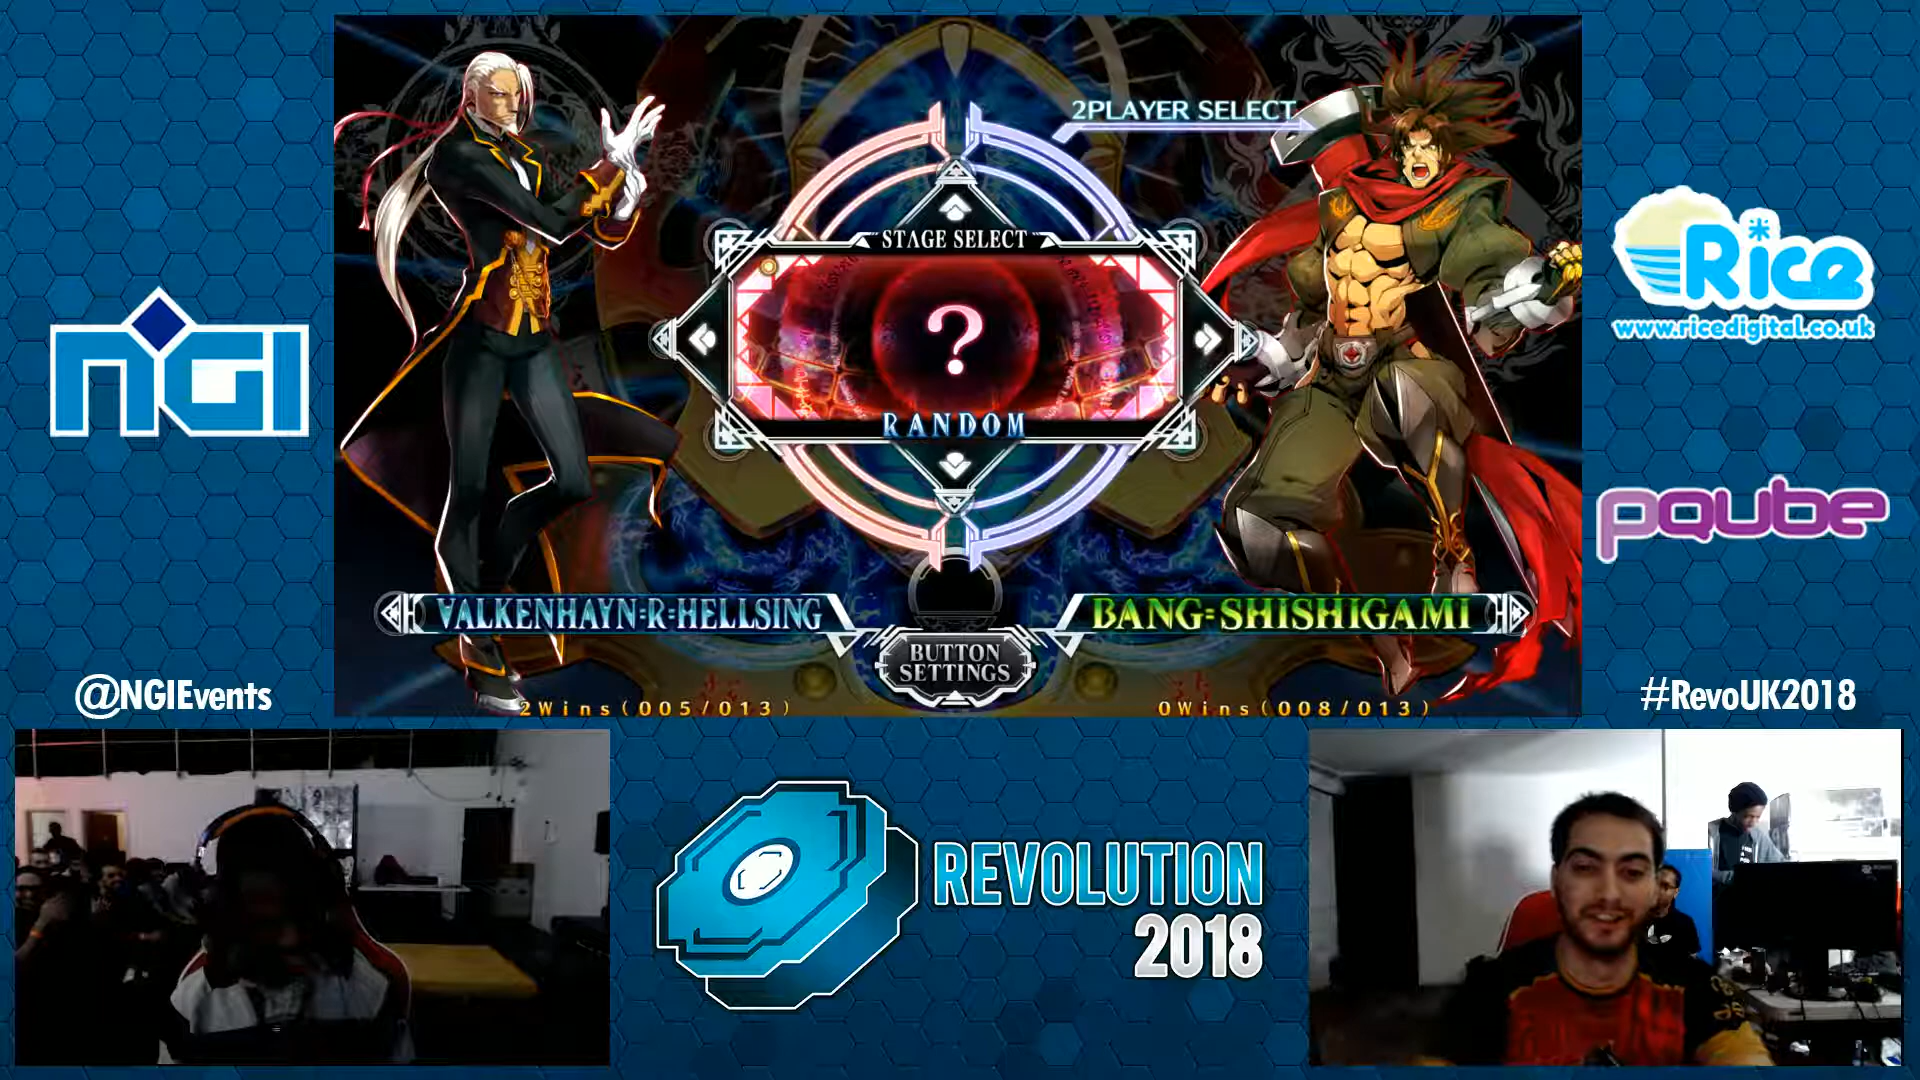 2PLAYER SELECT
STAGE SELECT
?
RANDOM
nGI
Rice
www.ricedigital.co.uk
pqube
VALKENHAYN=R=HELLSING
BANG=SHISHIGAMI
BUTTON
SETTINGS
@NGIEvents
#RevoUK2018
2Wins(005/013)
0Wins(008/013)
REVOLUTION
2018